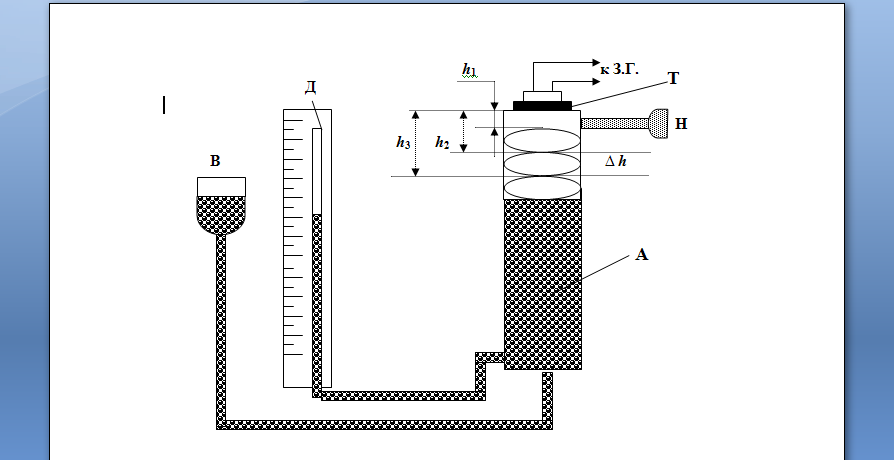 h1
к З.Г.
Т
Д
Н
h3
h2
Δ h
В
А